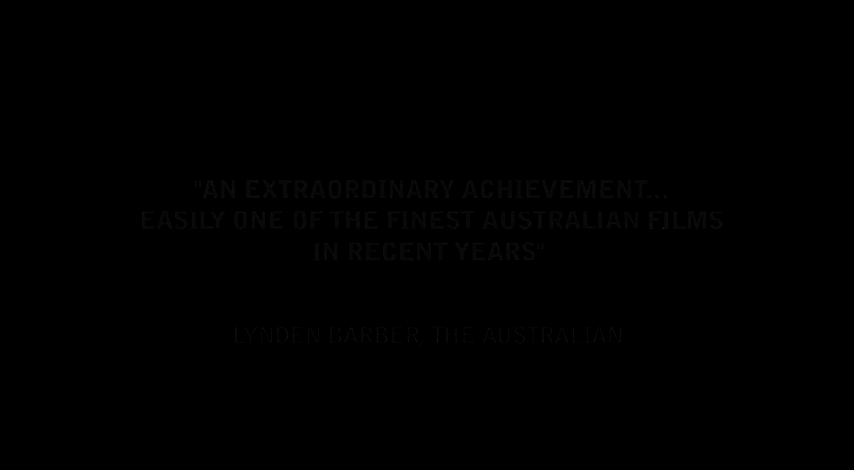 "AN EXTRAORDINARY ACHIEVEMENT...
EASILY ONE OF THE FINEST AUSTRALIAN FILMS
IN RECENT YEARS"
LYNDEN BARBER, THE AUSTRALIAN